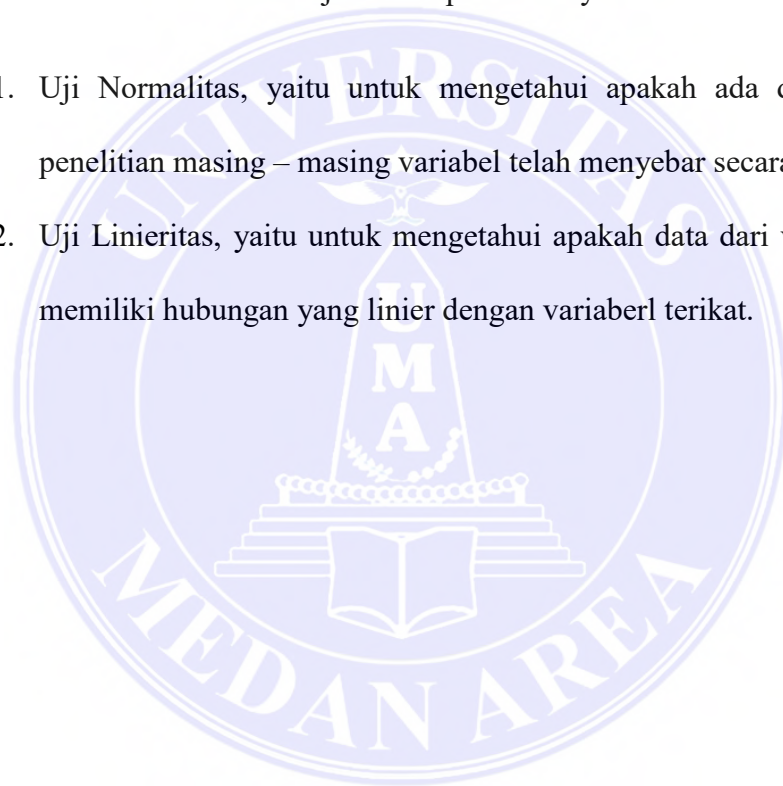 1. Uji Normalitas, yaitu untuk mengetahui apakah ada
penelitian masing – masing variabel telah menyebar secara
2. Uji Linieritas, yaitu untuk mengetahui apakah data dari
memiliki hubungan yang linier dengan variaberl terikat.
UNIVERSITAS
UMA
MEDAN AREA